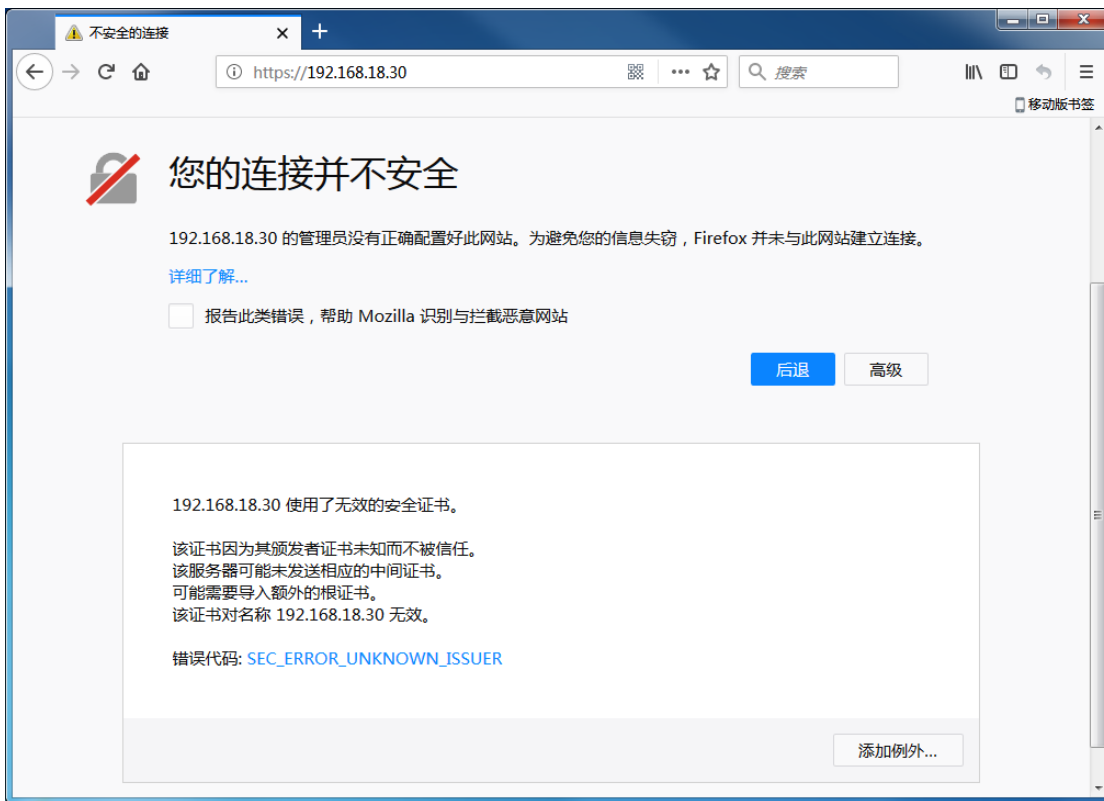 不安全的连接
https://192.168.18.30
搜索
移动版书签
您的连接并不安全
192.168.18.30 的管理员没有正确配置好此网站。为避免您的信息失窃，Firefox 并未与此网站建立连接。
详细了解...
报告此类错误，帮助 Mozilla 识别与拦截恶意网站
后退
高级
192.168.18.30 使用了无效的安全证书。
该证书因为其颁发者证书未知而不被信任。
该服务器可能未发送相应的中间证书。
可能需要导入额外的根证书。
该证书对名称 192.168.18.30 无效。
错误代码: SEC_ERROR_UNKNOWN_ISSUER
添加例外...